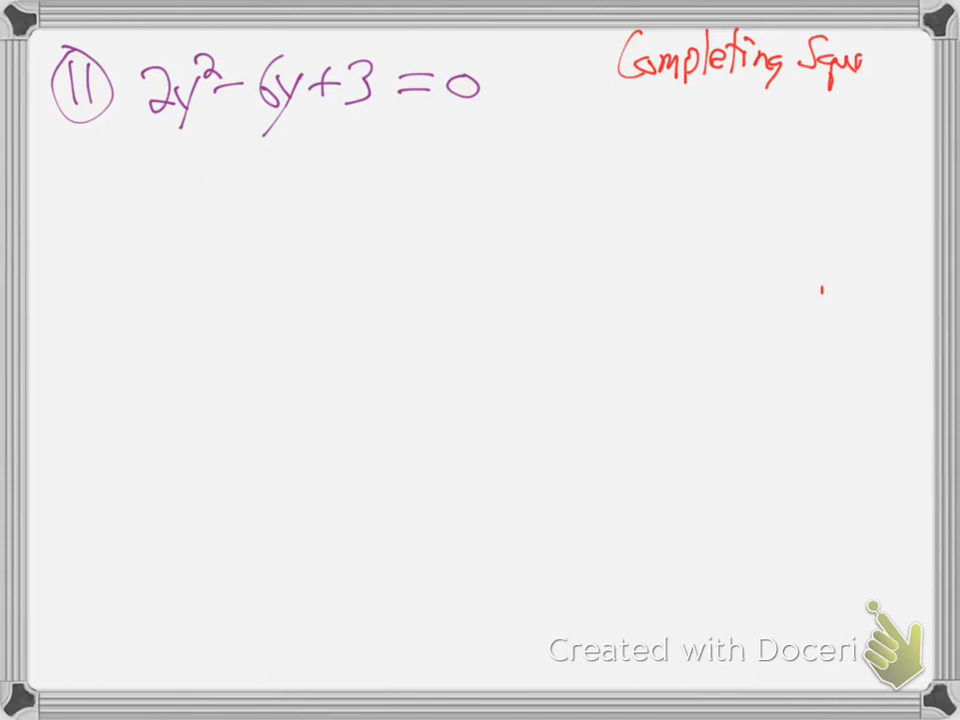 ⑪ 2y² - 6y + 3 = 0
Completing Squa
Created with Doceri